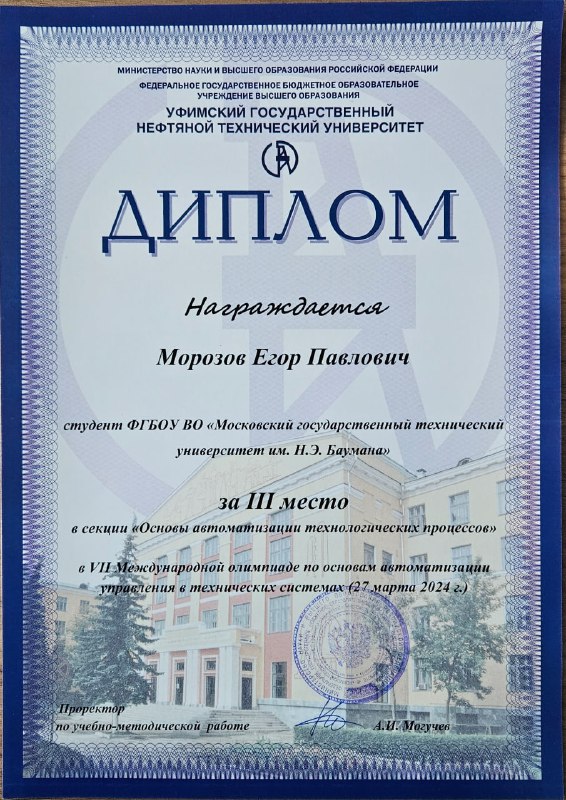 МИНИСТЕРСТВО НАУКИ И ВЫСШЕГО ОБРАЗОВАНИЯ РОССИЙСКОЙ ФЕДЕРАЦИИ
ФЕДЕРАЛЬНОЕ ГОСУДАРСТВЕННОЕ БЮДЖЕТНОЕ ОБРАЗОВАТЕЛЬНОЕ
УЧРЕЖДЕНИЕ ВЫСШЕГО ОБРАЗОВАНИЯ
УФИМСКИЙ ГОСУДАРСТВЕННЫЙ
НЕФТЯНОЙ ТЕХНИЧЕСКИЙ УНИВЕРСИТЕТ
ДИПЛОМ
Награждается
Морозов Егор Павлович
студент ФГБОУ ВО «Московский государственный технический
университет им. Н.Э. Баумана»
за III место
в секции «Основы автоматизации технологических процессов»
в VII Международной олимпиаде по основам автоматизации
управления в технических системах (27 марта 2024 г.)
Проректор
по учебно-методической работе
А.И. Могучев